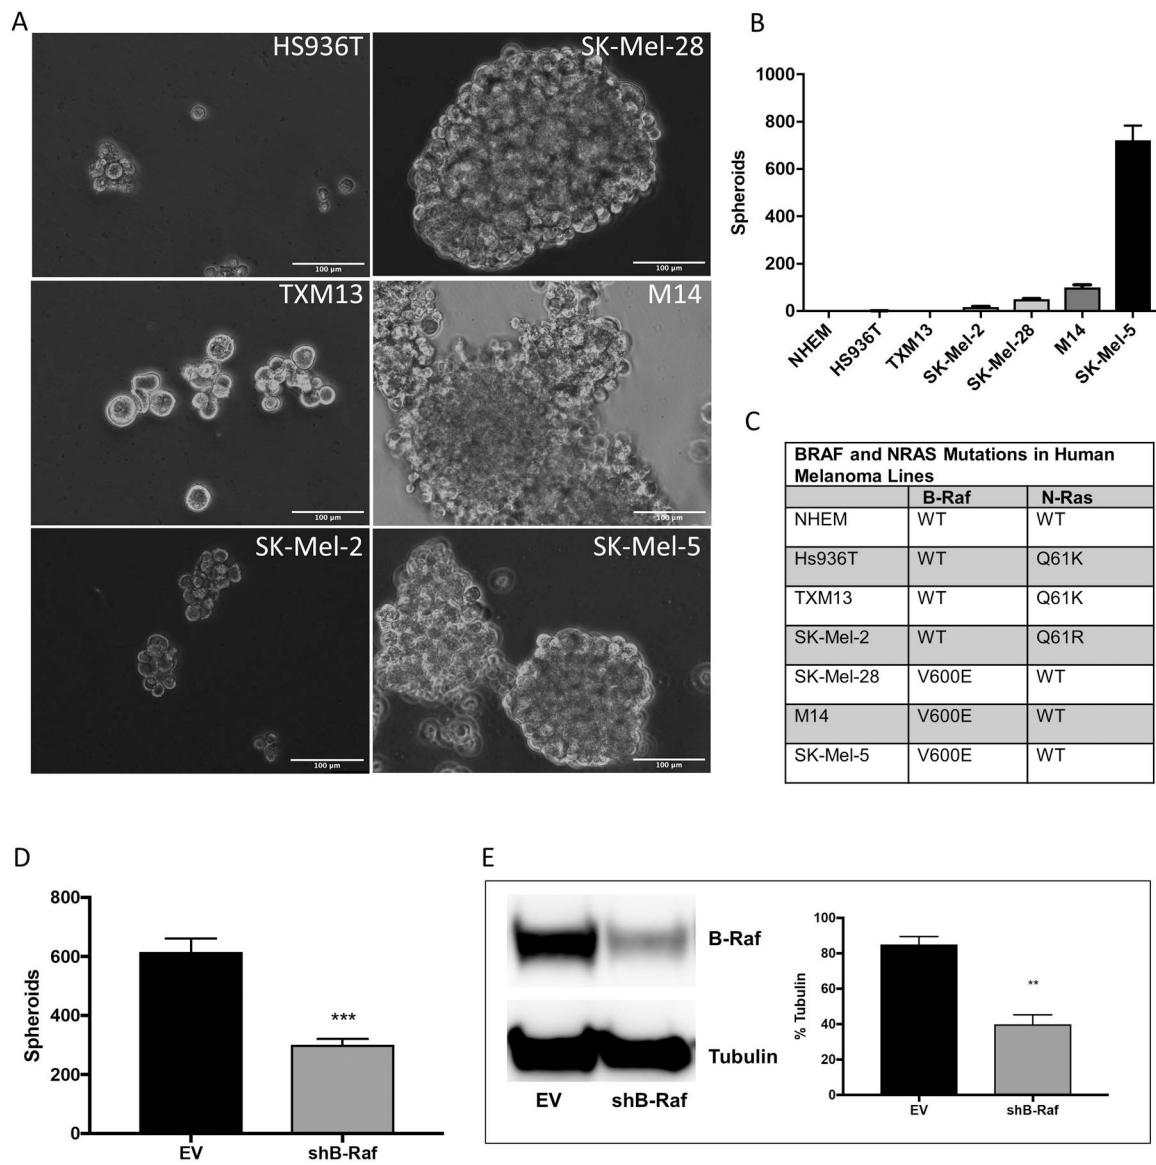 A
HS936T
SK-Mel-28
100 µm
100 µm
TXM13
M14
100 µm
100 µm
SK-Mel-2
SK-Mel-5
100 µm
100 µm
B
Spheroids
1000
800
600
400
200
0
NHEM
HS936T
TXM13
SK-Mel-2
SK-Mel-28
M14
SK-Mel-5
C
BRAF and NRAS Mutations in Human
Melanoma Lines
B-Raf N-Ras
NHEM WT WT
Hs936T WT Q61K
TXM13 WT Q61K
SK-Mel-2 WT Q61R
SK-Mel-28 V600E WT
M14 V600E WT
SK-Mel-5 V600E WT
D
Spheroids
800
600
400
200
0
***
EV shB-Raf
E
B-Raf
Tubulin
EV shB-Raf
% Tubulin
100
80
60
40
20
0
**
EV shB-Raf